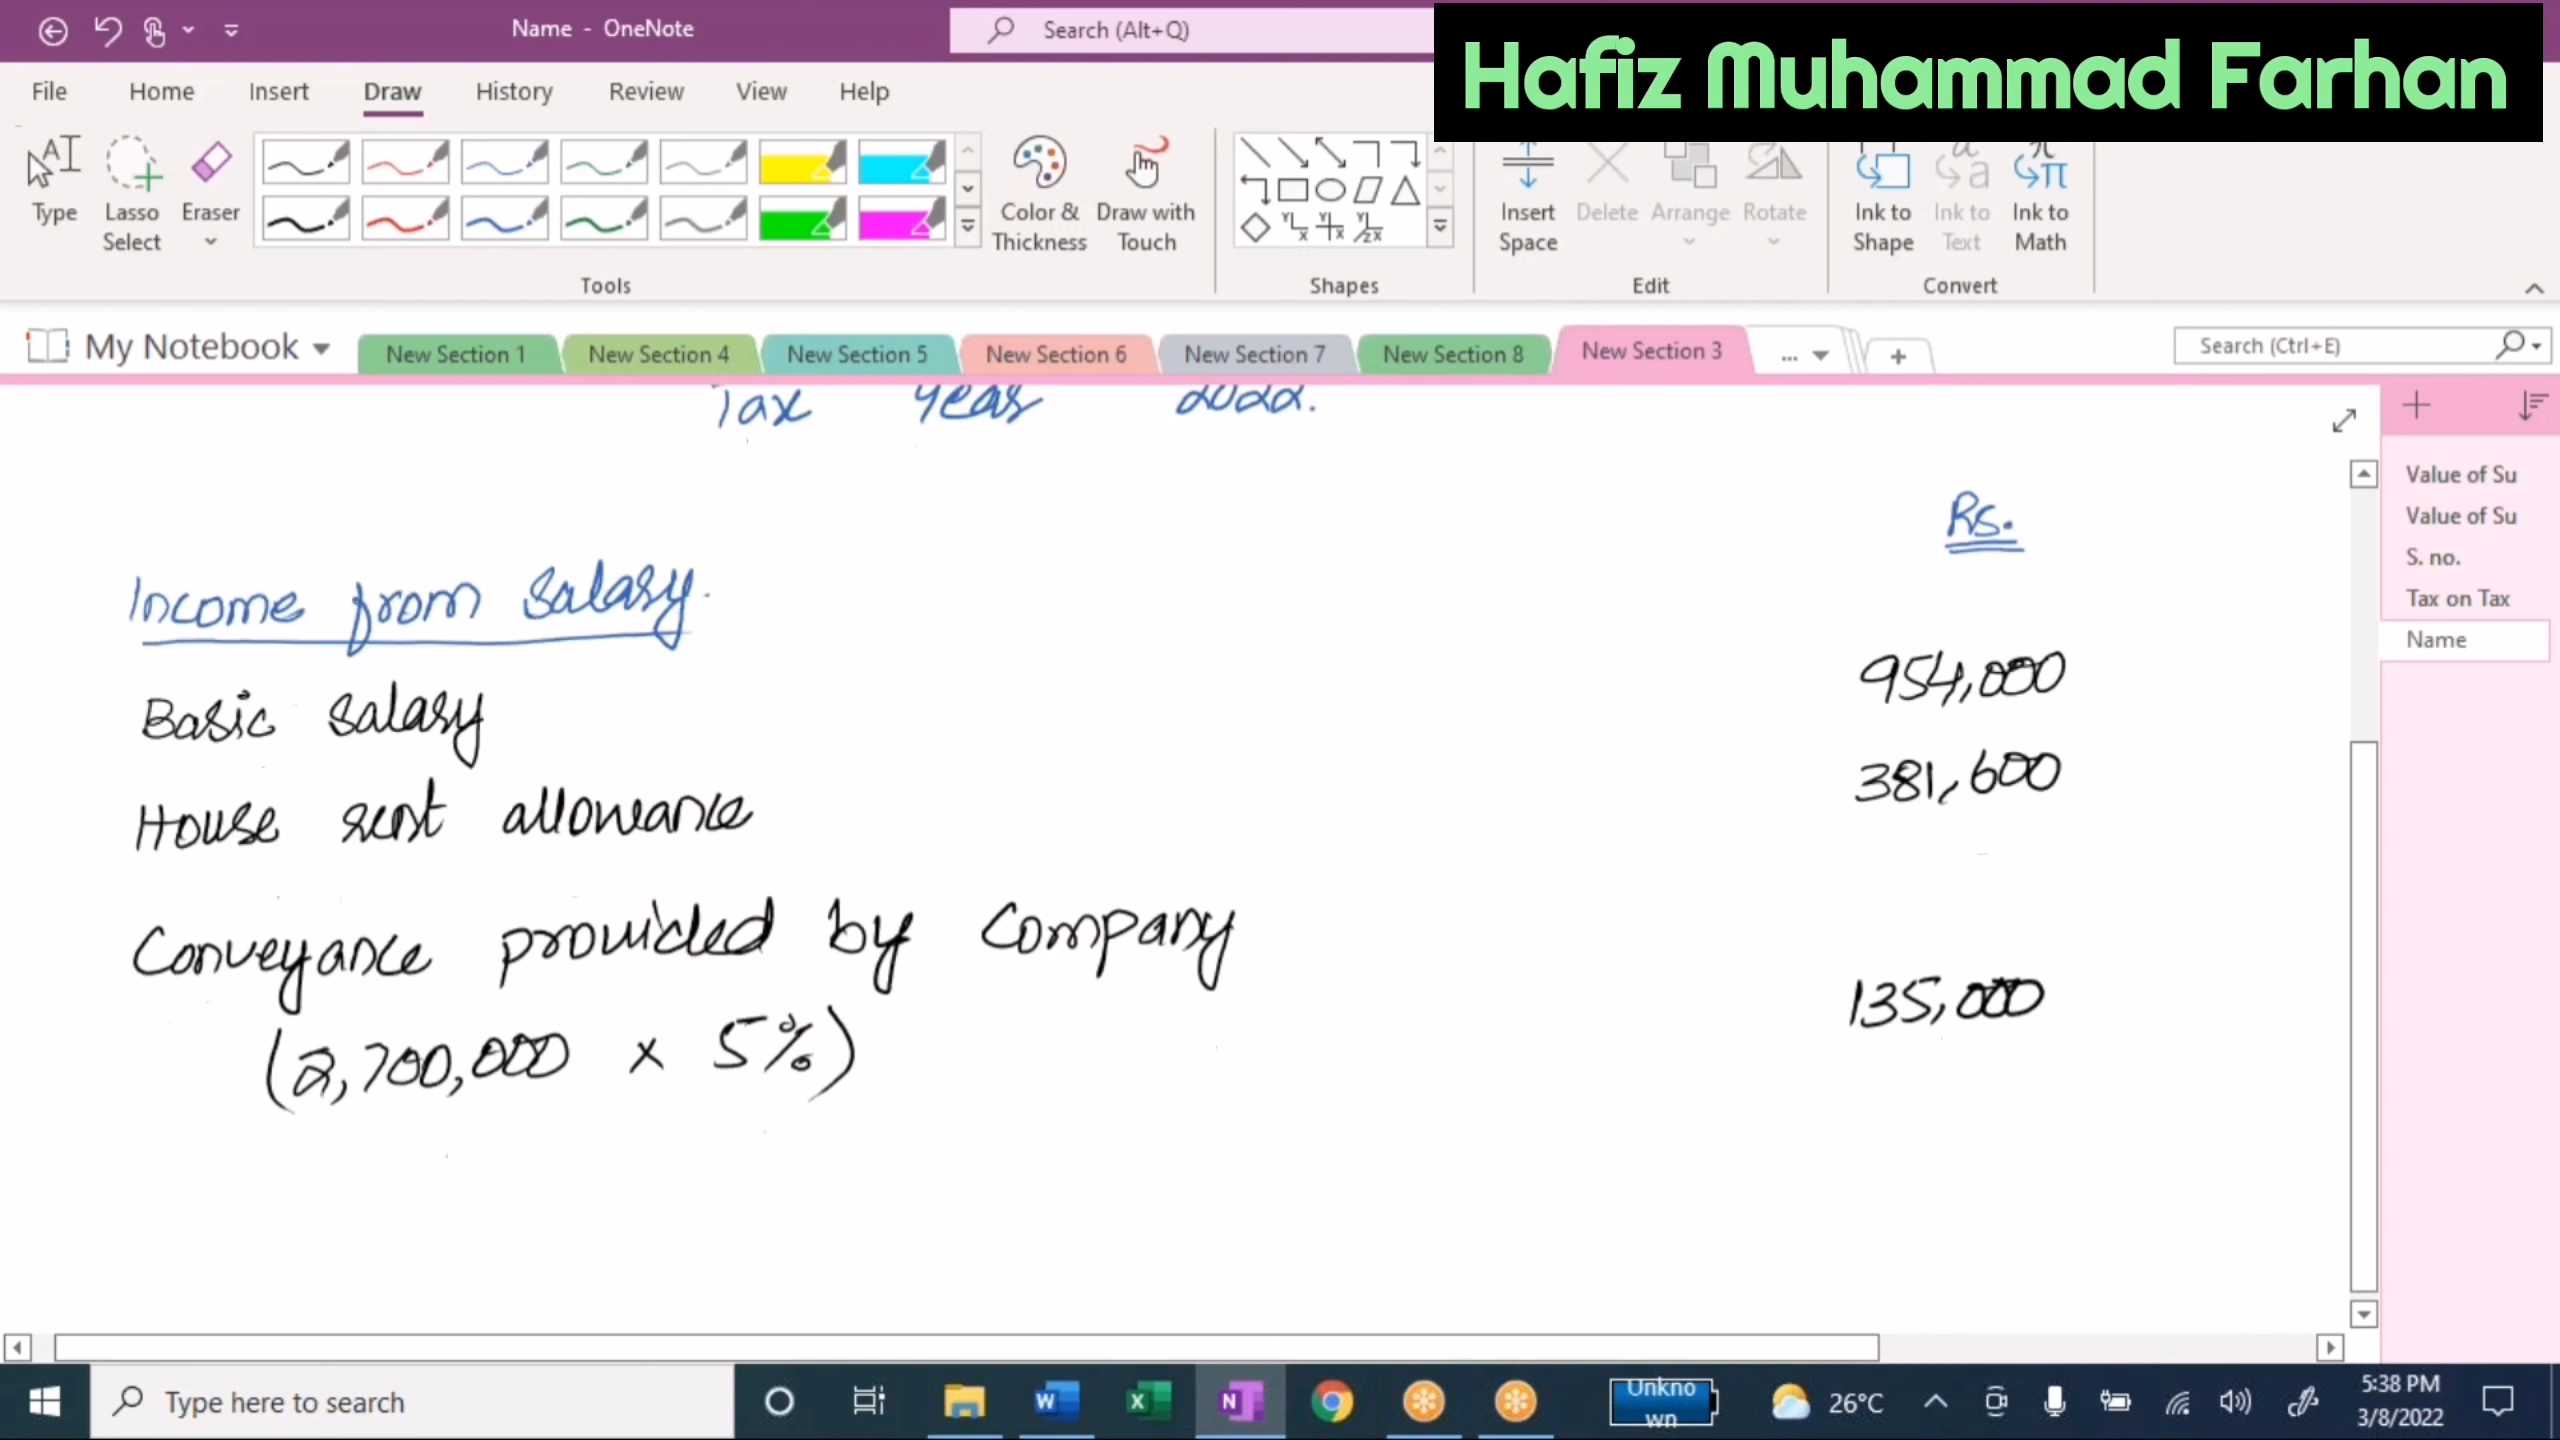 Name - OneNote
Search (Alt+Q)
Hafiz Muhammad Farhan
File Home Insert Draw History Review View Help
Type
Lasso Select
Eraser
Color & Thickness
Draw with Touch
Insert Space
Delete
Arrange
Rotate
Ink to Shape
Ink to Text
Ink to Math
Tools
Shapes
Edit
Convert
My Notebook
New Section 1
New Section 4
New Section 5
New Section 6
New Section 7
New Section 8
New Section 3
...
Search (Ctrl+E)
Tax Year 2022.
Rs.
Income from Salary.
Basic Salary 954,000
House rent allowance 381,600
Conveyance provided by Company
(2,700,000 x 5%) 135,000
Value of Su
Value of Su
S. no.
Tax on Tax
Name
Type here to search
Unkno
wn
26°C
5:38 PM
3/8/2022